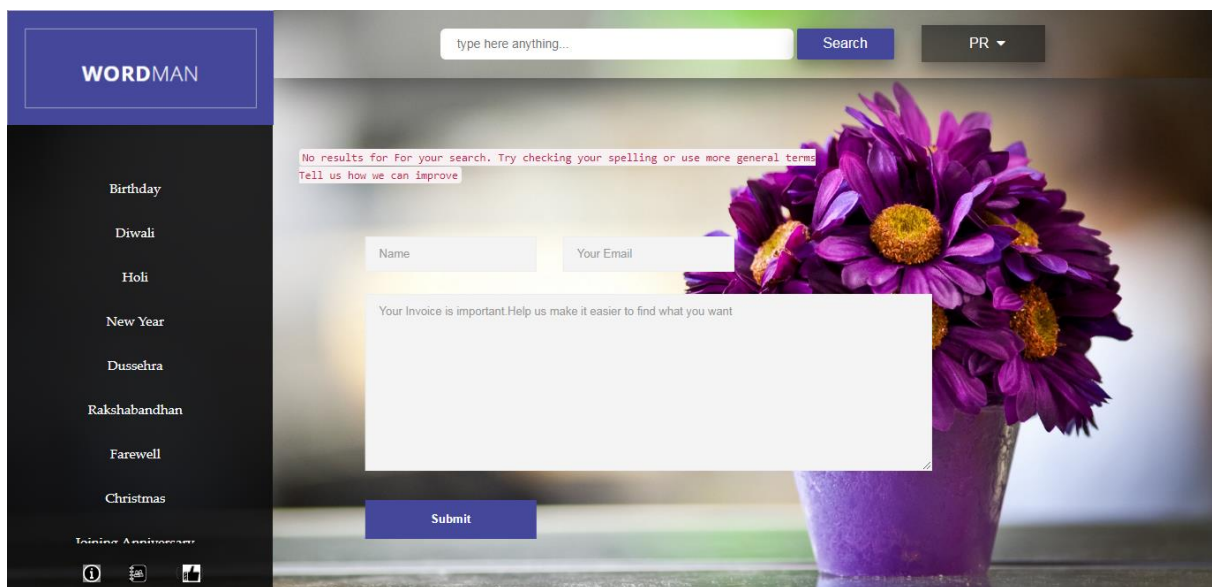 WORDMAN
type here anything...
Search
PR
No results for For your search. Try checking your spelling or use more general terms
Tell us how we can improve
Birthday
Diwali
Holi
New Year
Dussehra
Rakshabandhan
Farewell
Christmas
Joining Anniversary
Name
Your Email
Your Invoice is important.Help us make it easier to find what you want
Submit